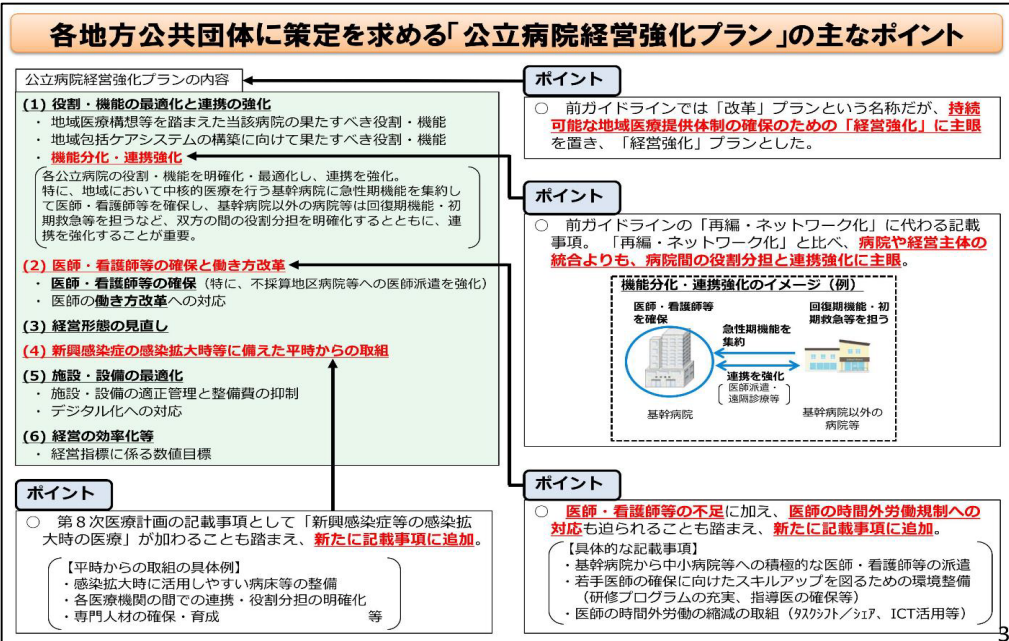 各地方公共団体に策定を求める「公立病院経営強化プラン」の主なポイント
公立病院経営強化プランの内容
(1) 役割・機能の最適化と連携の強化
・ 地域医療構想等を踏まえた当該病院の果たすべき役割・機能
・ 地域包括ケアシステムの構築に向けて果たすべき役割・機能
・ 機能分化・連携強化
各公立病院の役割・機能を明確化・最適化し、連携を強化。
特に、地域において中核的医療を行う基幹病院に急性期機能を集約し
て医師・看護師等を確保し、基幹病院以外の病院等は回復期機能・初
期救急等を担うなど、双方の間の役割分担を明確化するとともに、連
携を強化することが重要。
(2) 医師・看護師等の確保と働き方改革
・ 医師・看護師等の確保（特に、不採算地区病院等への医師派遣を強化）
・ 医師の働き方改革への対応
(3) 経営形態の見直し
(4) 新興感染症の感染拡大時等に備えた平時からの取組
(5) 施設・設備の最適化
・ 施設・設備の適正管理と整備費の抑制
・ デジタル化への対応
(6) 経営の効率化等
・ 経営指標に係る数値目標
ポイント
○ 前ガイドラインでは「改革」プランという名称だが、持続
可能な地域医療提供体制の確保のための「経営強化」に主眼
を置き、「経営強化」プランとした。
ポイント
○ 前ガイドラインの「再編・ネットワーク化」に代わる記載
事項。「再編・ネットワーク化」と比べ、病院や経営主体の
統合よりも、病院間の役割分担と連携強化に主眼。
機能分化・連携強化のイメージ（例）
医師・看護師等
を確保
急性期機能を
集約
回復期機能・初
期救急等を担う
連携を強化
医師派遣・
遠隔診療等
基幹病院
基幹病院以外の
病院等
ポイント
○ 第８次医療計画の記載事項として「新興感染症等の感染拡
大時の医療」が加わることも踏まえ、新たに記載事項に追加。
【平時からの取組の具体例】
・感染拡大時に活用しやすい病床等の整備
・各医療機関の間での連携・役割分担の明確化
・専門人材の確保・育成 等
ポイント
○ 医師・看護師等の不足に加え、医師の時間外労働規制への
対応も迫られることも踏まえ、新たに記載事項に追加。
【具体的な記載事項】
・基幹病院から中小病院等への積極的な医師・看護師等の派遣
・若手医師の確保に向けたスキルアップを図るための環境整備
（研修プログラムの充実、指導医の確保等）
・医師の時間外労働の縮減の取組（ﾀｽｸｼﾌﾄ／ｼｪｱ、ICT活用等）
3